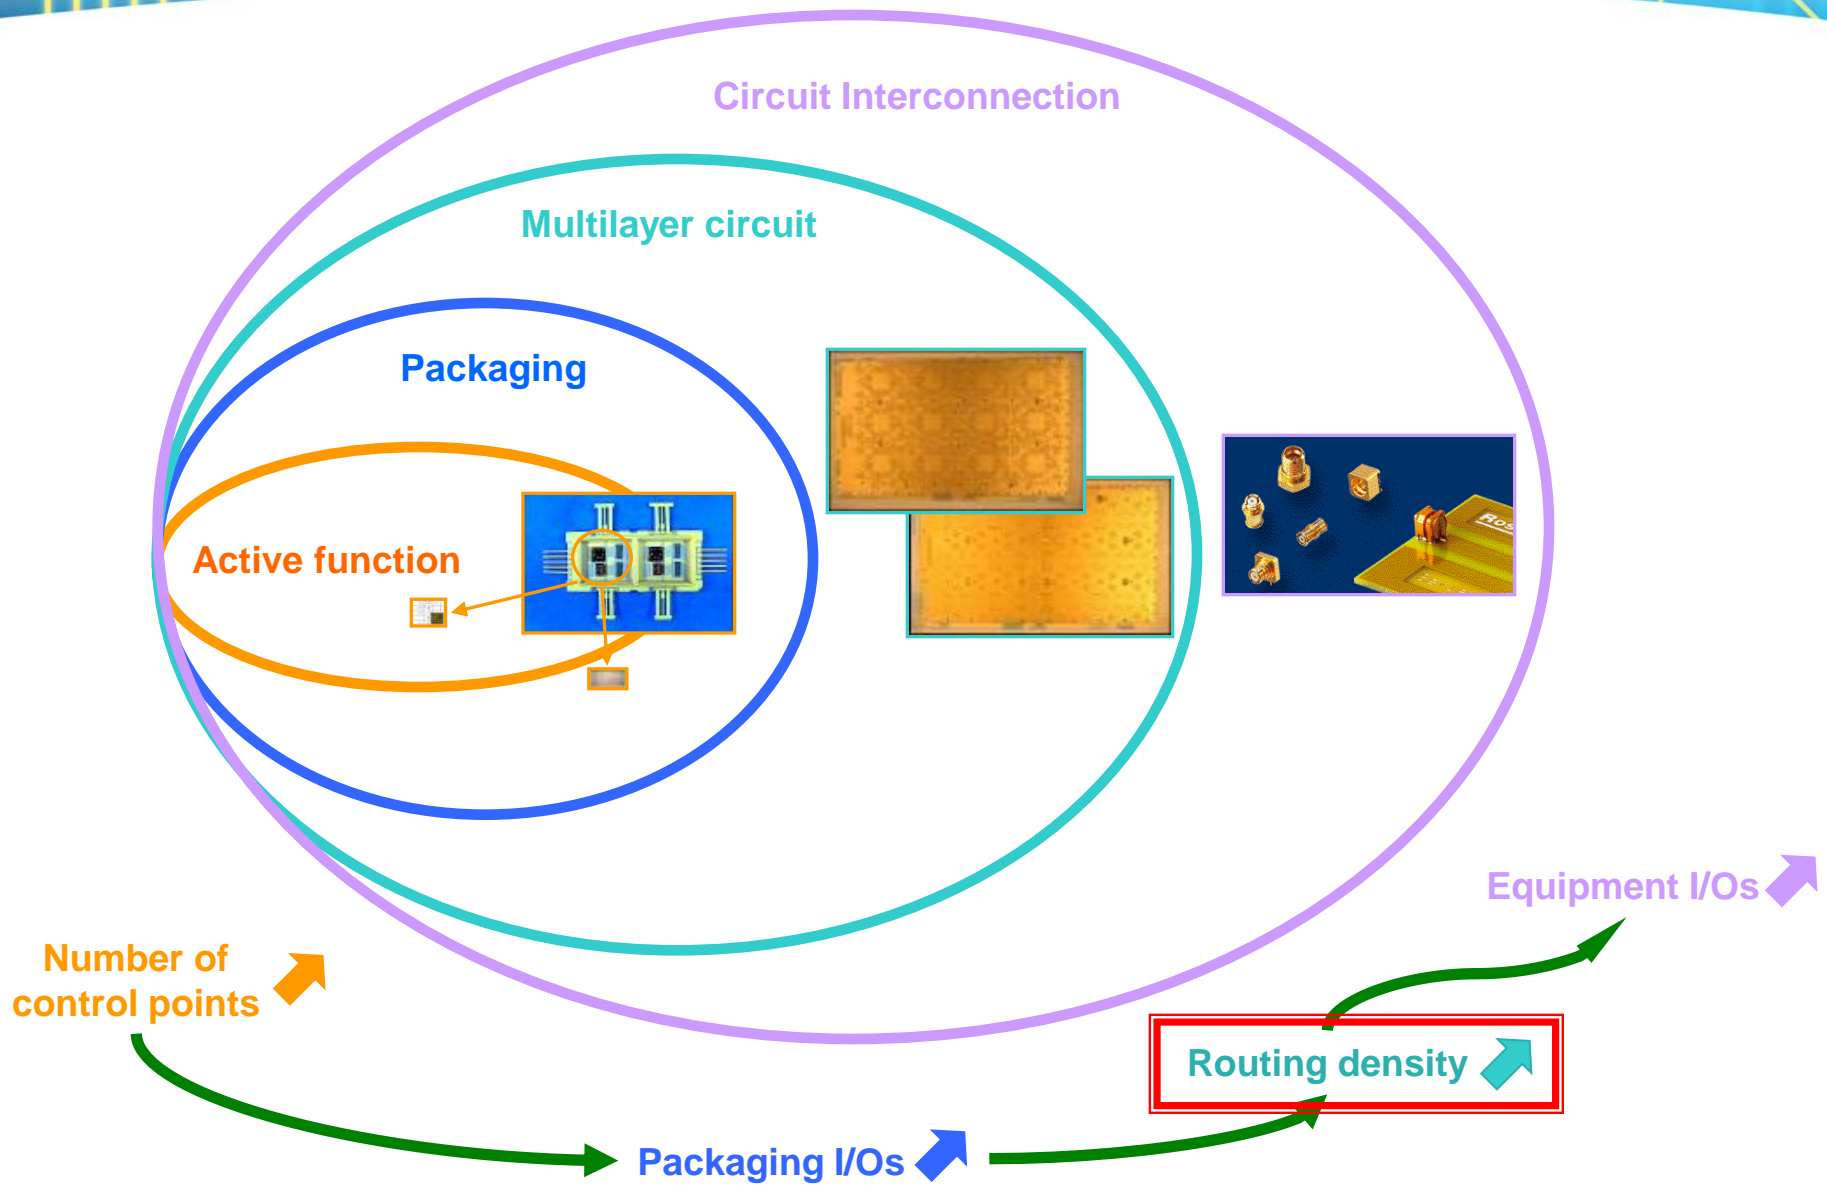 Circuit Interconnection
Multilayer circuit
Packaging
Active function
Equipment I/Os
Number of
control points
Routing density
Packaging I/Os